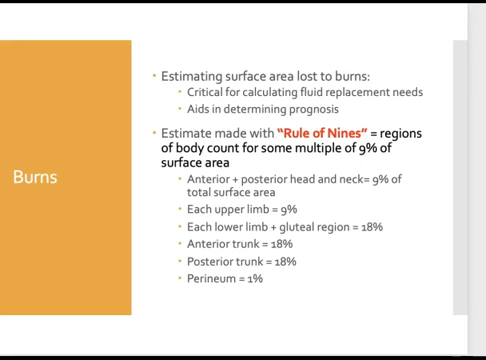 Burns
Estimating surface area lost to burns:
Critical for calculating fluid replacement needs
Aids in determining prognosis
Estimate made with "Rule of Nines" = regions
of body count for some multiple of 9% of
surface area
Anterior + posterior head and neck= 9% of
total surface area
Each upper limb = 9%
Each lower limb + gluteal region = 18%
Anterior trunk = 18%
Posterior trunk = 18%
Perineum = 1%